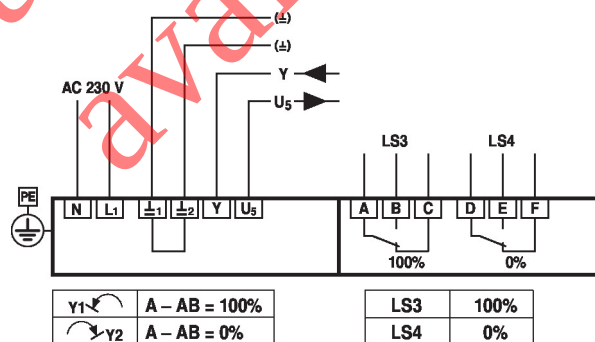 (⊥)
(⊥)
Y
U5
AC 230 V
LS3 LS4
PE
N L1 ⊥1 ⊥2 Y U5 A B C D E F
100% 0%
Y1 A – AB = 100%
Y2 A – AB = 0%
LS3 100%
LS4 0%
ava